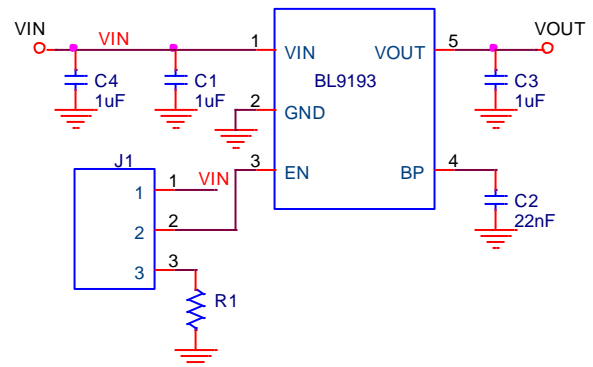 VIN
VIN
VOUT
1
VIN
VOUT
5
C4
1uF
C1
1uF
BL9193
C3
1uF
2
GND
3
EN
BP
4
J1
1
1
VIN
2
2
3
3
C2
22nF
R1